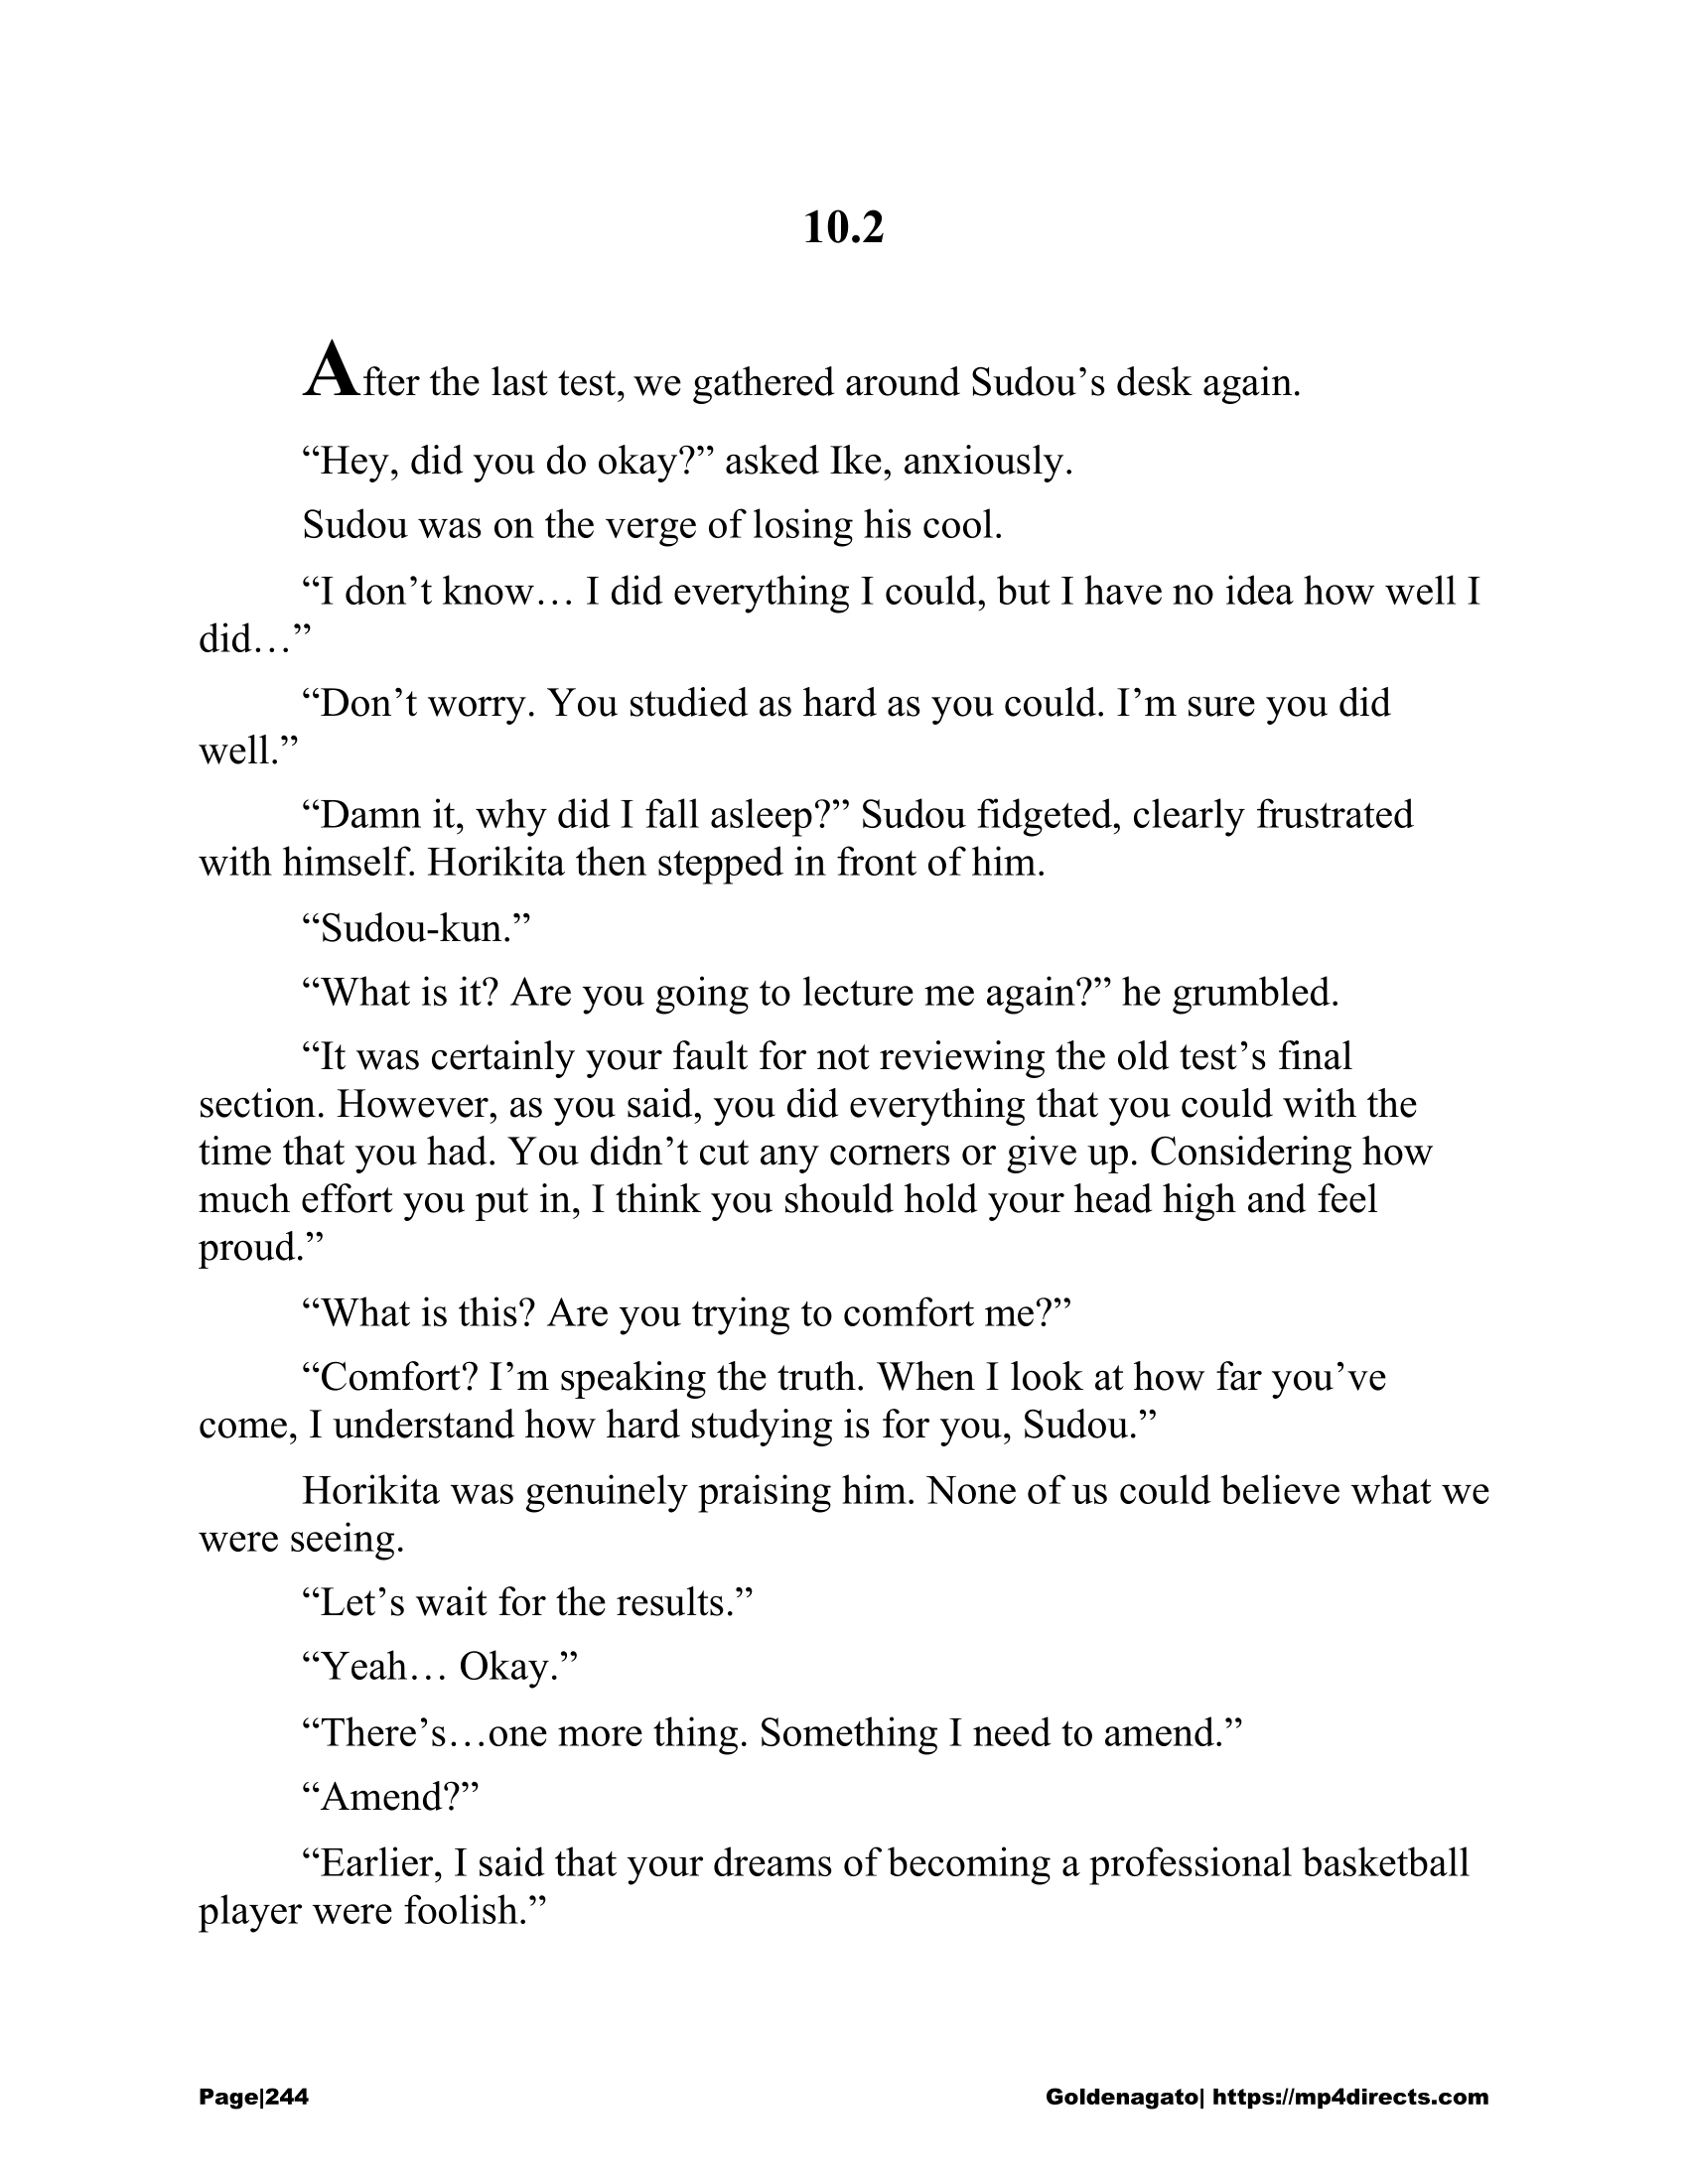 10.2
After the last test, we gathered around Sudou’s desk again.
“Hey, did you do okay?” asked Ike, anxiously.
Sudou was on the verge of losing his cool.
“I don’t know… I did everything I could, but I have no idea how well I
did…”
“Don’t worry. You studied as hard as you could. I’m sure you did
well.”
“Damn it, why did I fall asleep?” Sudou fidgeted, clearly frustrated
with himself. Horikita then stepped in front of him.
“Sudou-kun.”
“What is it? Are you going to lecture me again?” he grumbled.
“It was certainly your fault for not reviewing the old test’s final
section. However, as you said, you did everything that you could with the
time that you had. You didn’t cut any corners or give up. Considering how
much effort you put in, I think you should hold your head high and feel
proud.”
“What is this? Are you trying to comfort me?”
“Comfort? I’m speaking the truth. When I look at how far you’ve
come, I understand how hard studying is for you, Sudou.”
Horikita was genuinely praising him. None of us could believe what we
were seeing.
“Let’s wait for the results.”
“Yeah… Okay.”
“There’s…one more thing. Something I need to amend.”
“Amend?”
“Earlier, I said that your dreams of becoming a professional basketball
player were foolish.”
Page|244 Goldenagato| https://mp4directs.com